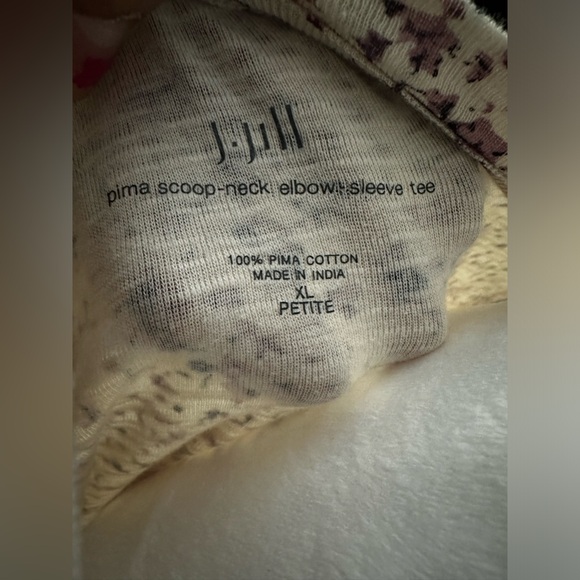 J.Jill
pima scoop-neck elbow-sleeve tee
100% PIMA COTTON
MADE IN INDIA
XL
PETITE